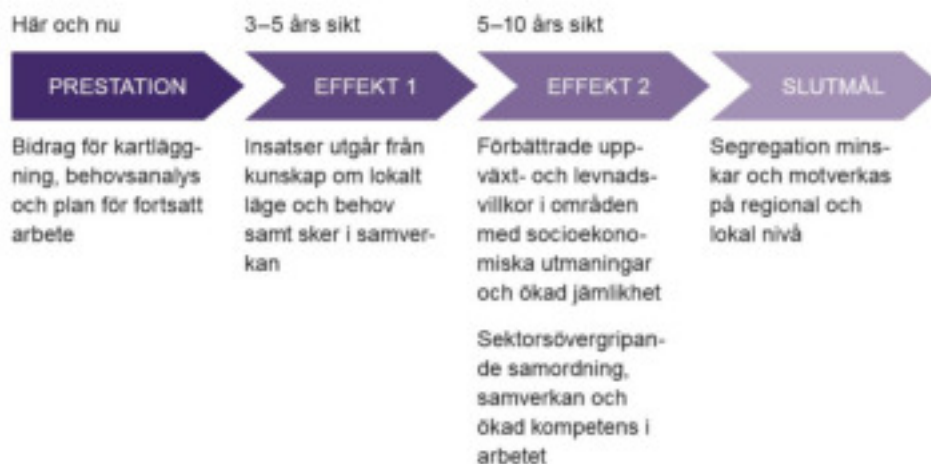 Här och nu
3–5 års sikt
5–10 års sikt
PRESTATION
EFFEKT 1
EFFEKT 2
SLUTMÅL
Bidrag för kartlägg-
ning, behovsanalys
och plan för fortsatt
arbete
Insatser utgår från
kunskap om lokalt
läge och behov
samt sker i samver-
kan
Förbättrade upp-
växt- och levnads-
villkor i områden
med socioekono-
miska utmaningar
och ökad jämlikhet
Sektorsövergripan-
de samordning,
samverkan och
ökad kompetens i
arbetet
Segregation mins-
kar och motverkas
på regional och
lokal nivå